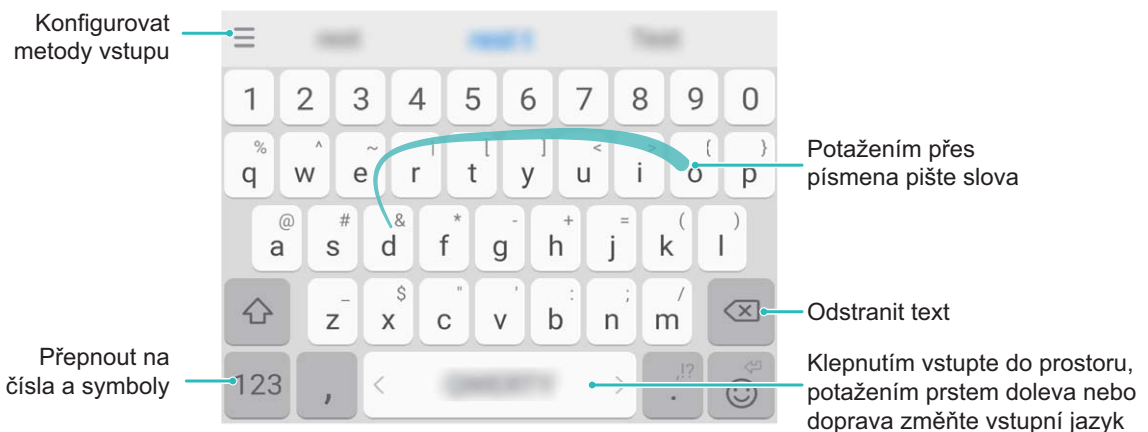 Konfigurovat
metody vstupu
1 2 3 4 5 6 7 8 9 0
% ^ ~ | [ ] < > { }
q w e r t y u i o p
Potažením přes
písmena pište slova
@ # & * - + = ( )
a s d f g h j k l
_ $ " ' : ; /
z x c v b n m
Odstranit text
Přepnout na
čísla a symboly
123 , < > ,!? .
Klepnutím vstupte do prostoru,
potažením prstem doleva nebo
doprava změňte vstupní jazyk